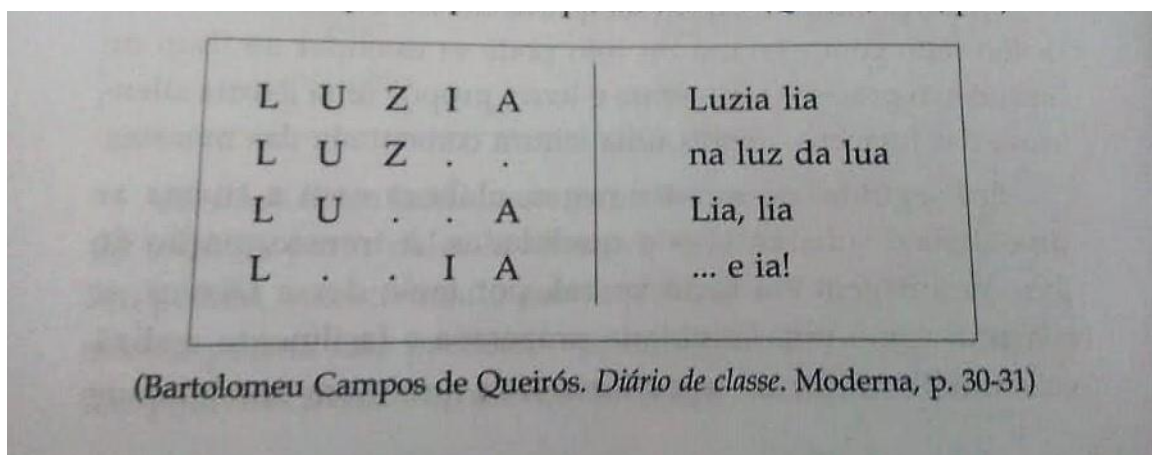 L U Z I A
L U Z . .
L U . . A
L . . I A
Luzia lia
na luz da lua
Lia, lia
... e ia!
(Bartolomeu Campos de Queirós. Diário de classe. Moderna, p. 30-31)